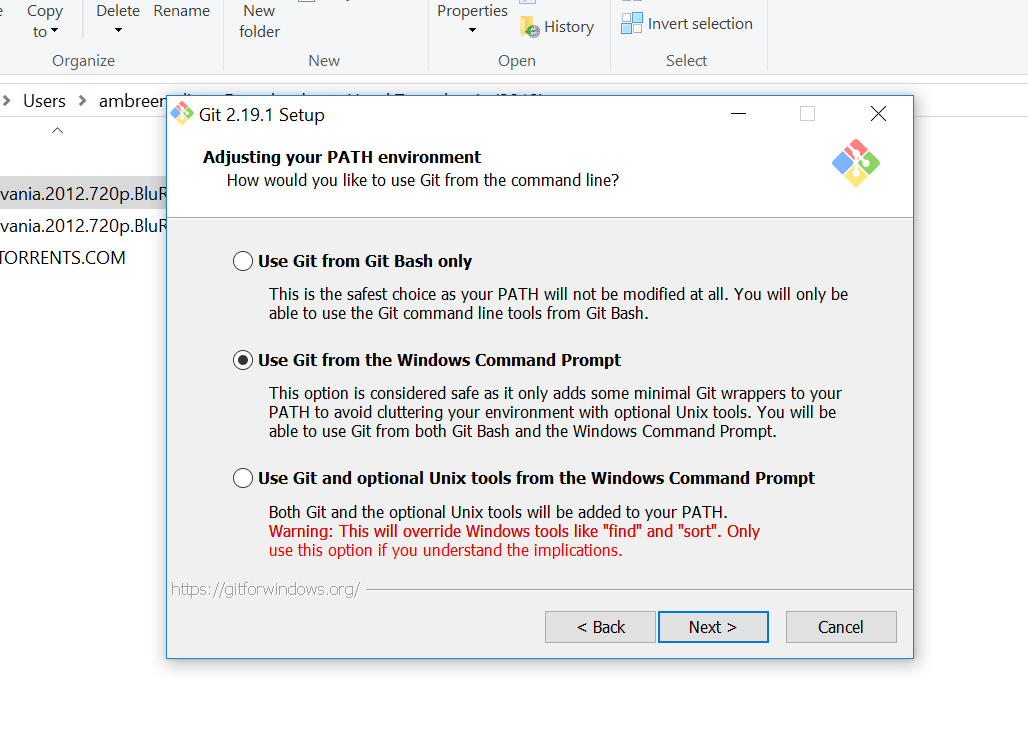 Copy
to
Delete
Rename
New
folder
Properties
History
Invert selection
Organize
New
Open
Select
Users
Git 2.19.1 Setup
Adjusting your PATH environment
How would you like to use Git from the command line?
vania.2012.720p.BluR
vania.2012.720p.BluR
TORRENTS.COM
Use Git from Git Bash only
This is the safest choice as your PATH will not be modified at all. You will only be
able to use the Git command line tools from Git Bash.
Use Git from the Windows Command Prompt
This option is considered safe as it only adds some minimal Git wrappers to your
PATH to avoid cluttering your environment with optional Unix tools. You will be
able to use Git from both Git Bash and the Windows Command Prompt.
Use Git and optional Unix tools from the Windows Command Prompt
Both Git and the optional Unix tools will be added to your PATH.
Warning: This will override Windows tools like "find" and "sort". Only
use this option if you understand the implications.
https://gitforwindows.org/
< Back
Next >
Cancel